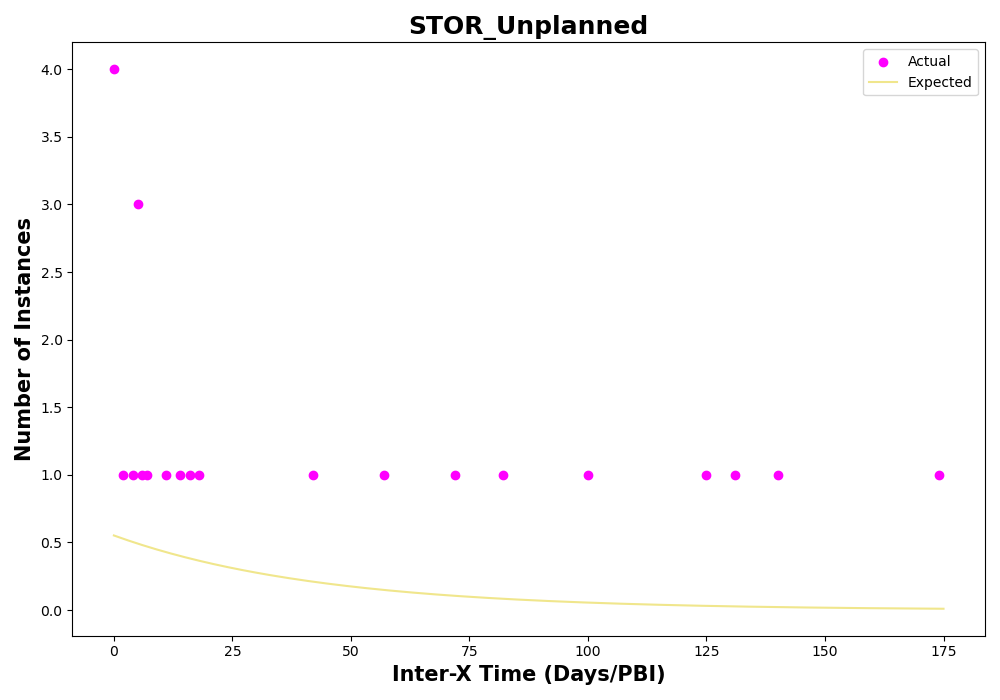 STOR_Unplanned
Actual
Expected
Number of Instances
4.0
3.5
3.0
2.5
2.0
1.5
1.0
0.5
0.0
0 25 50 75 100 125 150 175
Inter-X Time (Days/PBI)